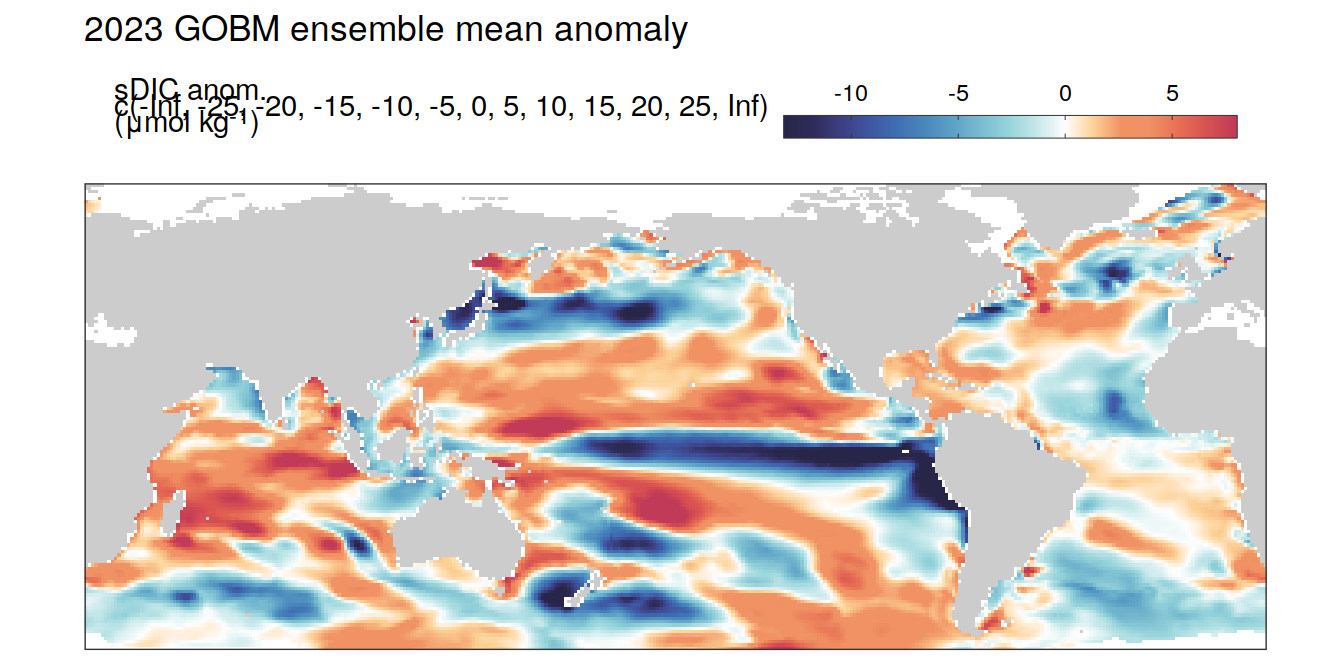 2023 GOBM ensemble mean anomaly
sDIC anom.
c(-Inf, -25, -20, -15, -10, -5, 0, 5, 10, 15, 20, 25, Inf)
(µmol kg⁻¹)
-10 -5 0 5